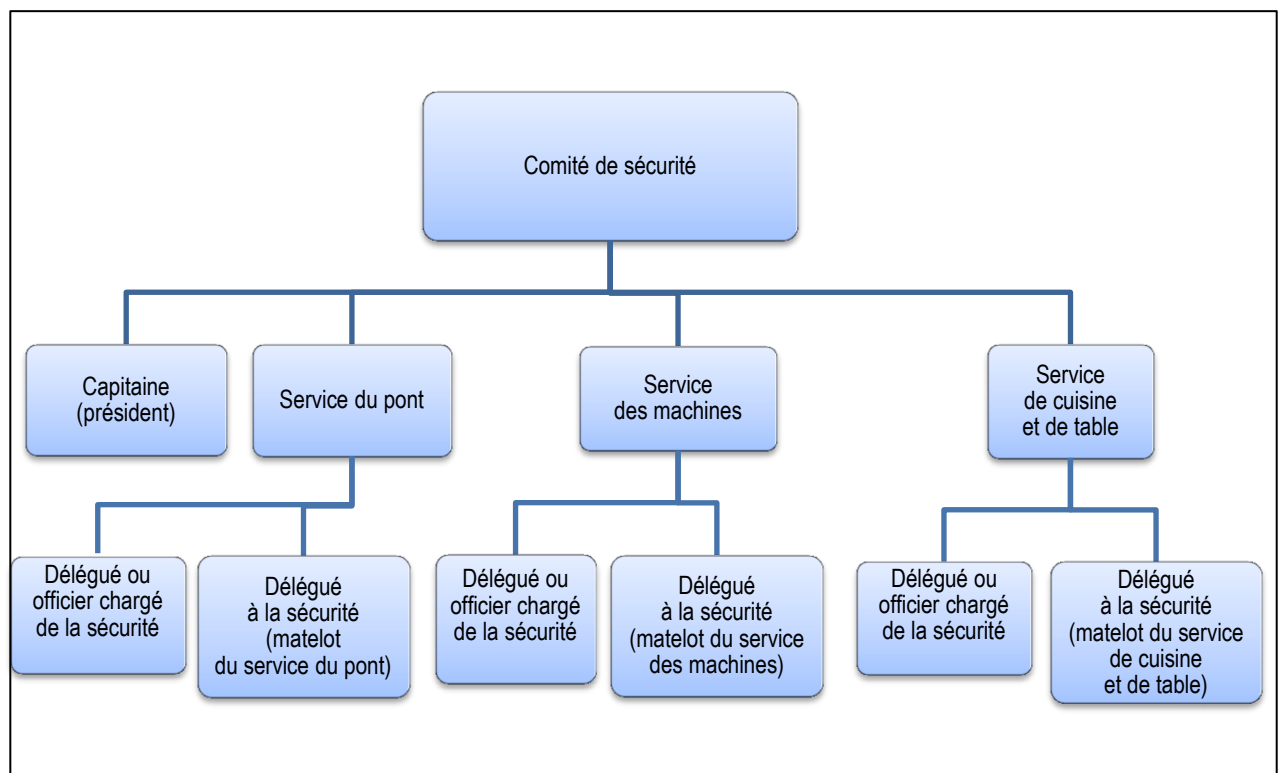 Comité de sécurité
Capitaine
(président)
Service du pont
Service
des machines
Service
de cuisine
et de table
Délégué ou
officier chargé
de la sécurité
Délégué
à la sécurité
(matelot
du service du pont)
Délégué ou
officier chargé
de la sécurité
Délégué
à la sécurité
(matelot du service
des machines)
Délégué ou
officier chargé
de la sécurité
Délégué
à la sécurité
(matelot du service
de cuisine
et de table)